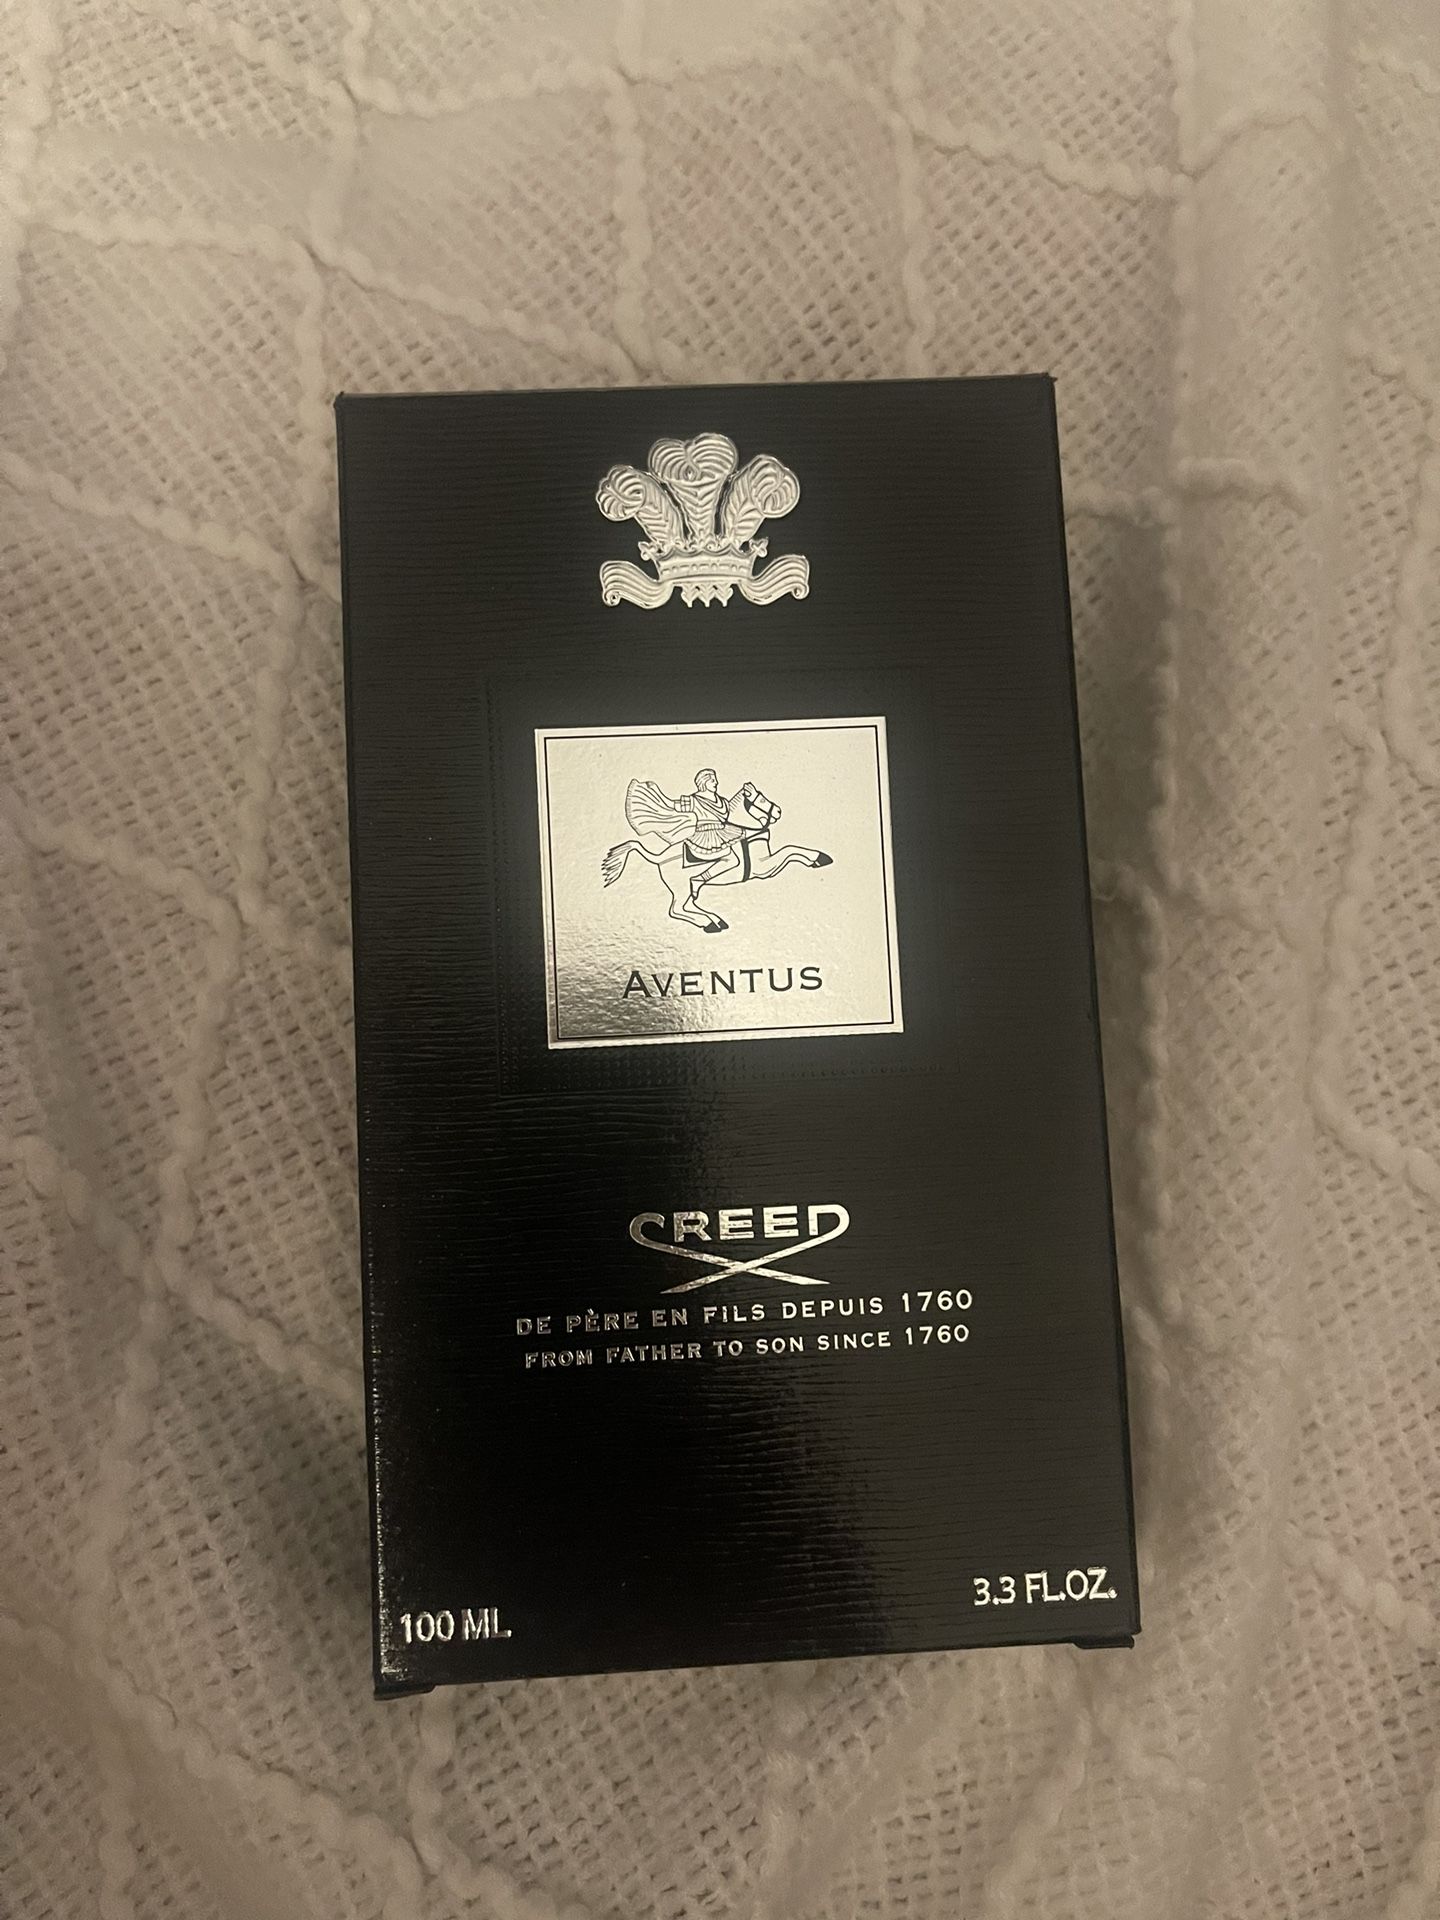 AVENTUS
CREED
DE PÈRE EN FILS DEPUIS 1760
FROM FATHER TO SON SINCE 1760
100 ML
3.3 FL.OZ.